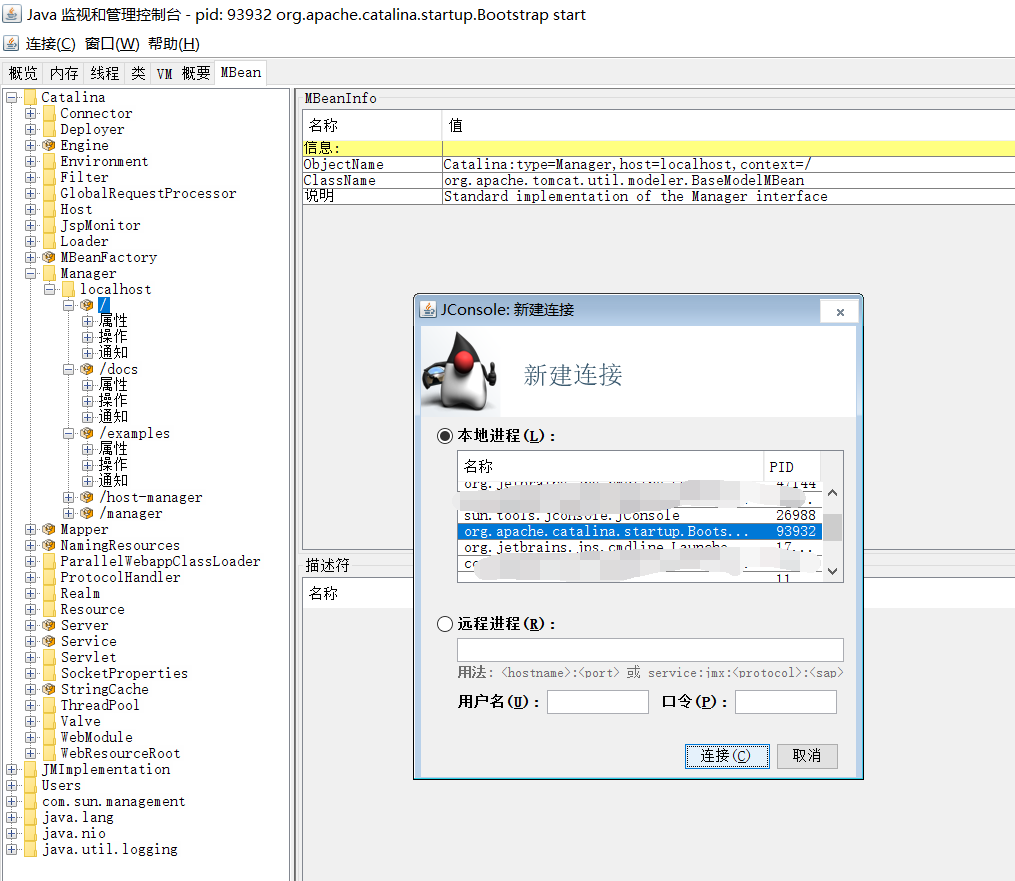 Java 监视和管理控制台 - pid: 93932 org.apache.catalina.startup.Bootstrap start
连接(C) 窗口(W) 帮助(H)
概览 内存 线程 类 VM 概要 MBean
Catalina
Connector
Deployer
Engine
Environment
Filter
GlobalRequestProcessor
Host
JspMonitor
Loader
MBeanFactory
Manager
localhost
/
属性
操作
通知
/docs
属性
操作
通知
/examples
属性
操作
通知
/host-manager
/manager
Mapper
NamingResources
ParallelWebappClassLoader
ProtocolHandler
Realm
Resource
Server
Service
Servlet
SocketProperties
StringCache
ThreadPool
Valve
WebModule
WebResourceRoot
JMImplementation
Users
com.sun.management
java.lang
java.nio
java.util.logging
MBeanInfo
名称 值
信息:
ObjectName Catalina:type=Manager,host=localhost,context=/
ClassName org.apache.tomcat.util.modeler.BaseModelMBean
说明 Standard implementation of the Manager interface
描述符
名称
JConsole: 新建连接
新建连接
本地进程(L):
名称 PID
47144
sun.tools.jconsole.JConsole 26988
org.apache.catalina.startup.Boots... 93932
org.jetbrains.jps.cmdline.Launche 17...
11
远程进程(R):
用法: <hostname>:<port> 或 service:jmx:<protocol>:<sap>
用户名(U): 口令(P):
连接(C) 取消